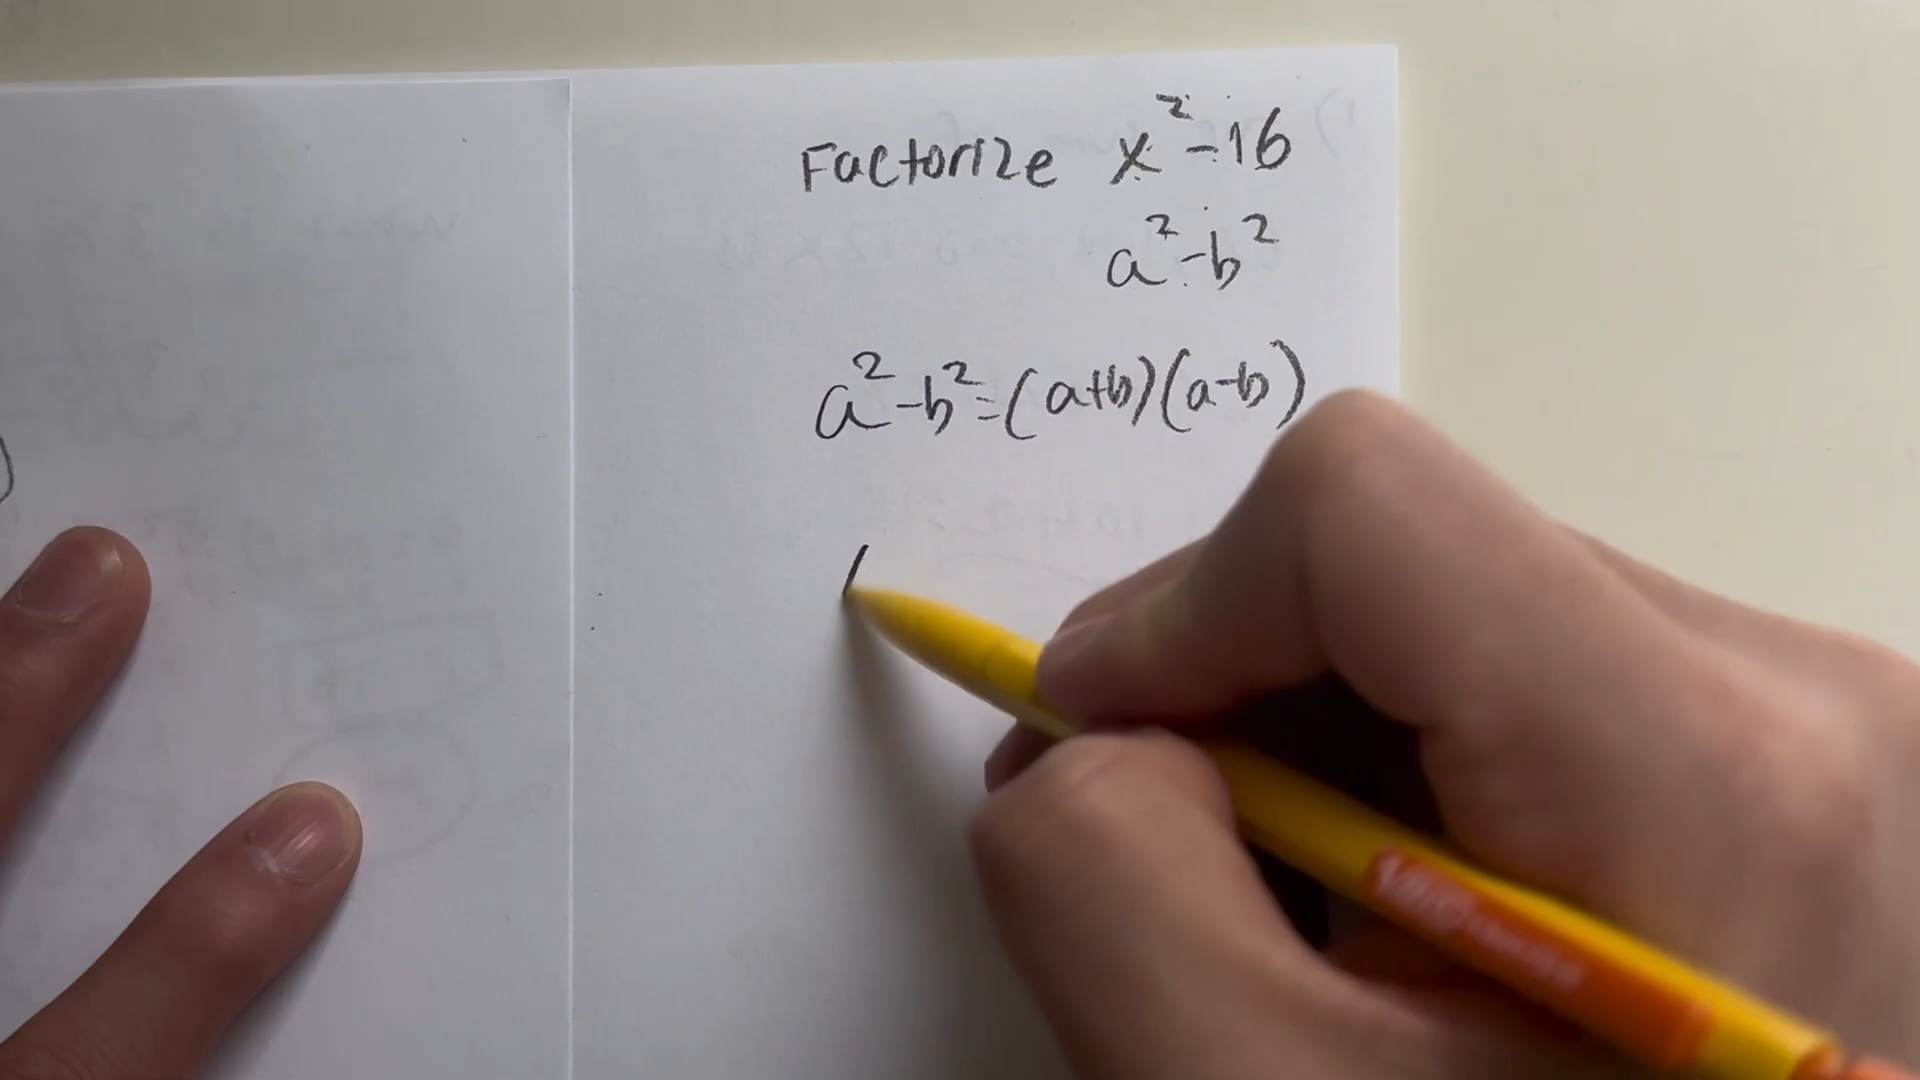 Factorize x²-16
a²-b²
a²-b²=(a+b)(a-b)
(